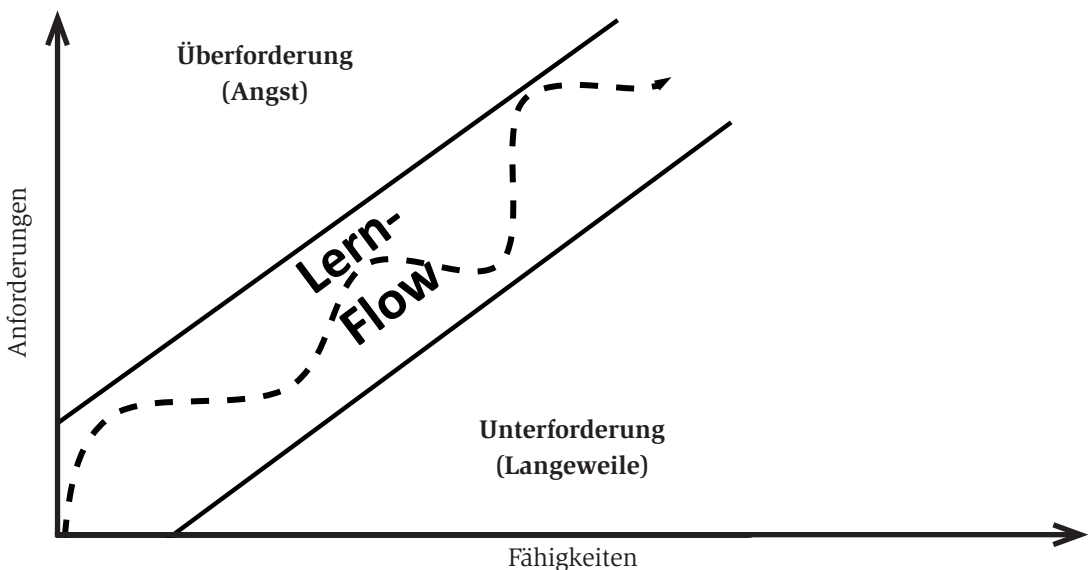 Überforderung
(Angst)
Anforderungen
Lern-
Flow
Unterforderung
(Langeweile)
Fähigkeiten